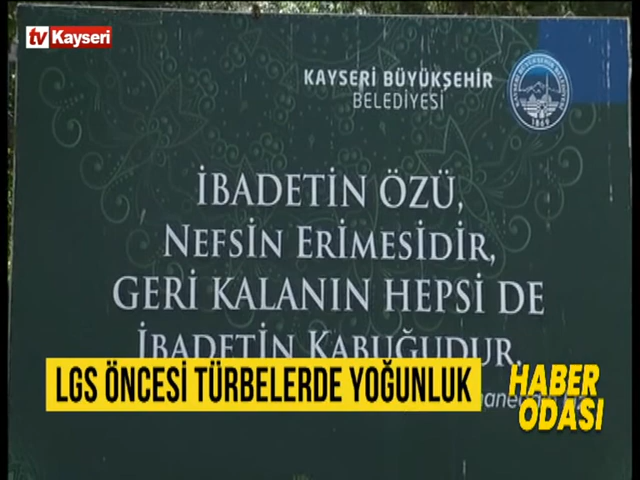 tv Kayseri
KAYSERİ BÜYÜKŞEHİR
BELEDİYESİ
İBADETİN ÖZÜ,
NEFSİN ERİMESİDİR,
GERİ KALANIN HEPSİ DE
İBADETİN KABUĞUDUR.
LGS ÖNCESİ TÜRBELERDE YOĞUNLUK
HABER
ODASI